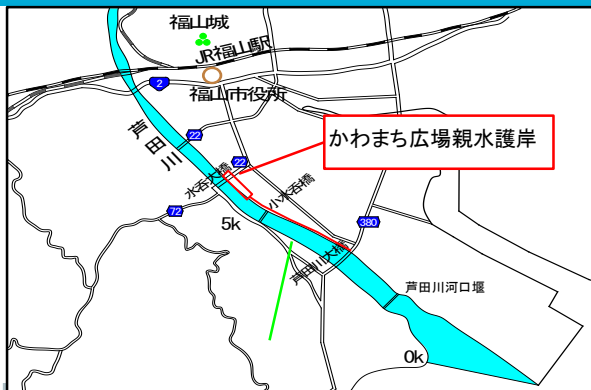 福山城
JR福山駅
2
福山市役所
芦田川
22
かわまち広場親水護岸
22
水呑大橋
小水呑橋
72
5k
380
芦田川大橋
芦田川河口堰
0k